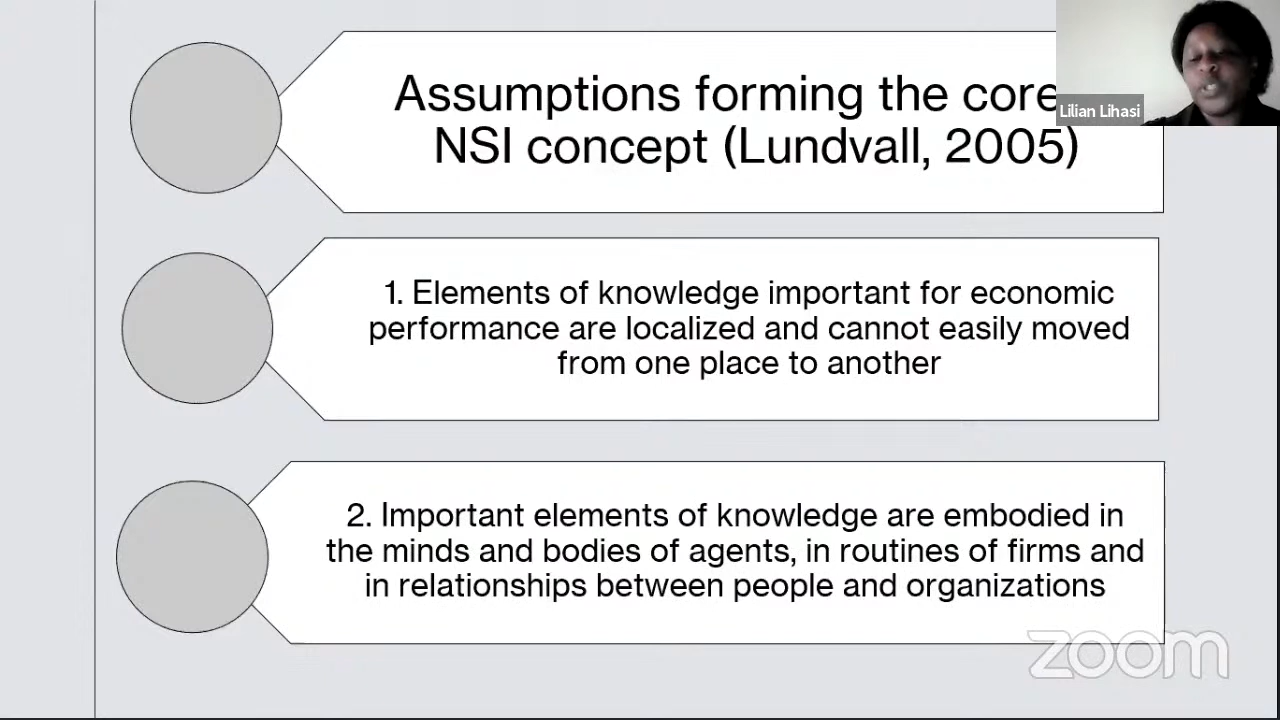 Assumptions forming the core
NSI concept (Lundvall, 2005)
Lilian Lihasi
1. Elements of knowledge important for economic
performance are localized and cannot easily moved
from one place to another
2. Important elements of knowledge are embodied in
the minds and bodies of agents, in routines of firms and
in relationships between people and organizations
zoom